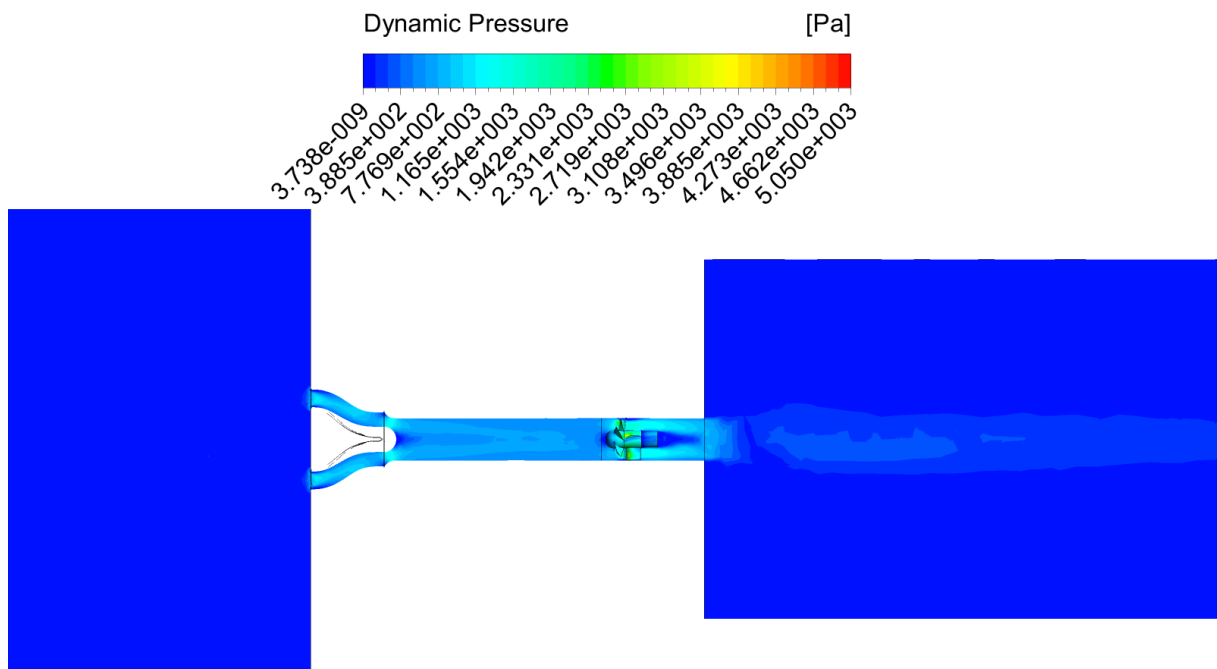 Dynamic Pressure [Pa]
3.738e-009
3.885e+002
7.769e+002
1.165e+003
1.554e+003
1.942e+003
2.331e+003
2.719e+003
3.108e+003
3.496e+003
3.885e+003
4.273e+003
4.662e+003
5.050e+003